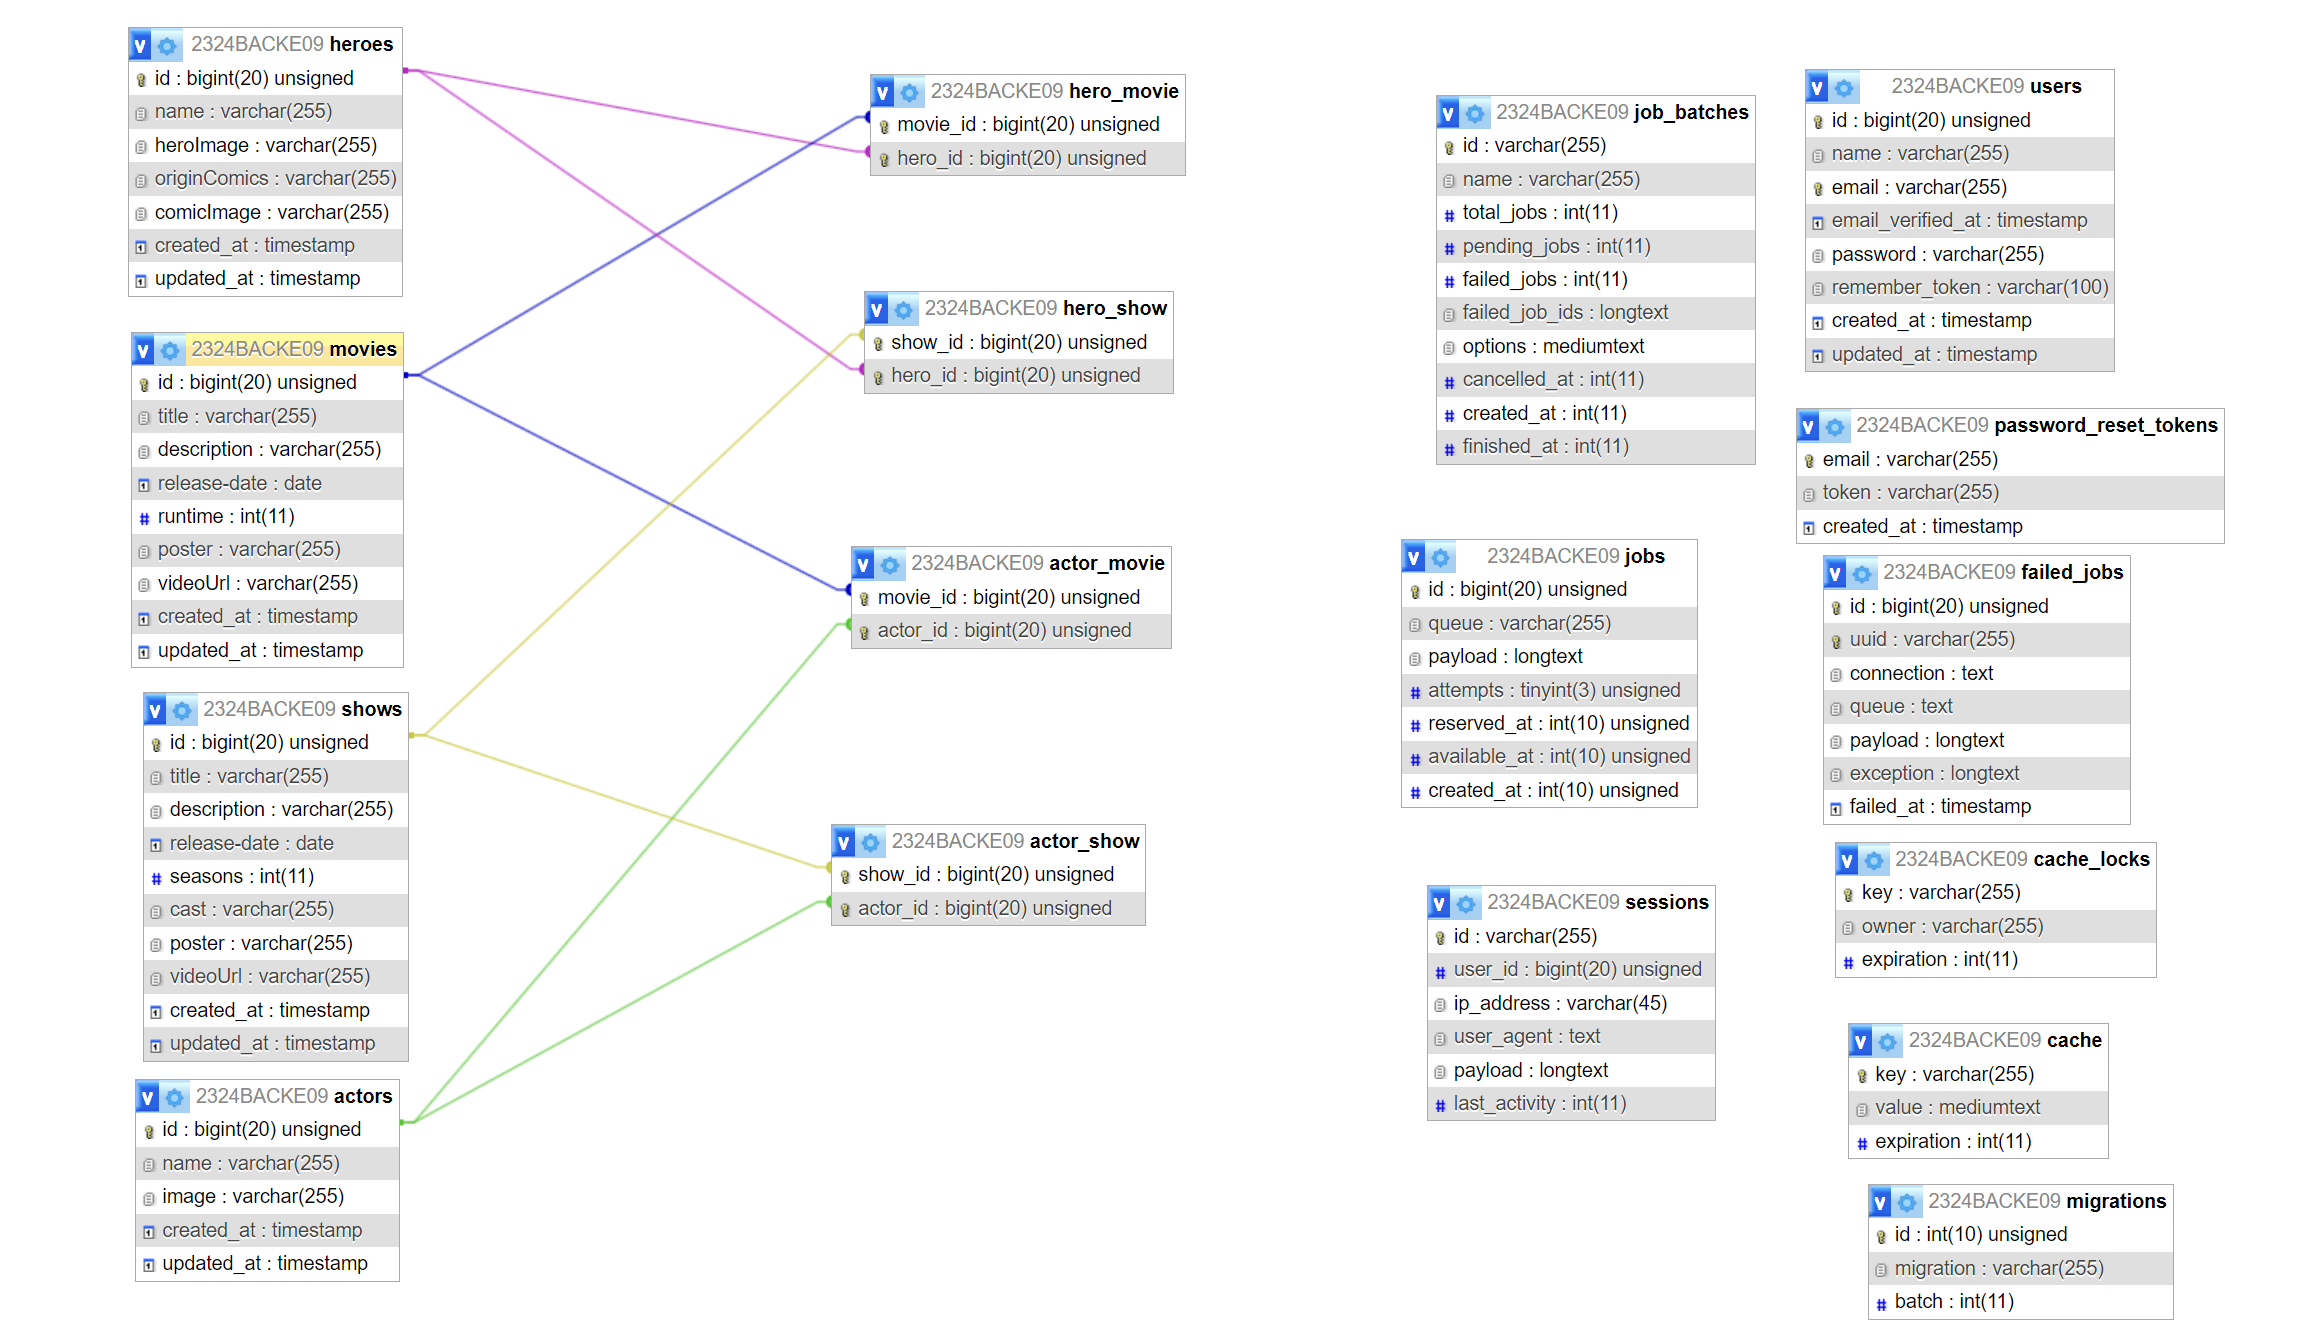 2324BACKE09 heroes
id : bigint(20) unsigned
name : varchar(255)
heroImage : varchar(255)
originComics : varchar(255)
comicImage : varchar(255)
created_at : timestamp
updated_at : timestamp
2324BACKE09 movies
id : bigint(20) unsigned
title : varchar(255)
description : varchar(255)
release-date : date
runtime : int(11)
poster : varchar(255)
videoUrl : varchar(255)
created_at : timestamp
updated_at : timestamp
2324BACKE09 shows
id : bigint(20) unsigned
title : varchar(255)
description : varchar(255)
release-date : date
seasons : int(11)
cast : varchar(255)
poster : varchar(255)
videoUrl : varchar(255)
created_at : timestamp
updated_at : timestamp
2324BACKE09 actors
id : bigint(20) unsigned
name : varchar(255)
image : varchar(255)
created_at : timestamp
updated_at : timestamp
2324BACKE09 hero_movie
movie_id : bigint(20) unsigned
hero_id : bigint(20) unsigned
2324BACKE09 hero_show
show_id : bigint(20) unsigned
hero_id : bigint(20) unsigned
2324BACKE09 actor_movie
movie_id : bigint(20) unsigned
actor_id : bigint(20) unsigned
2324BACKE09 actor_show
show_id : bigint(20) unsigned
actor_id : bigint(20) unsigned
2324BACKE09 job_batches
id : varchar(255)
name : varchar(255)
total_jobs : int(11)
pending_jobs : int(11)
failed_jobs : int(11)
failed_job_ids : longtext
options : mediumtext
cancelled_at : int(11)
created_at : int(11)
finished_at : int(11)
2324BACKE09 jobs
id : bigint(20) unsigned
queue : varchar(255)
payload : longtext
attempts : tinyint(3) unsigned
reserved_at : int(10) unsigned
available_at : int(10) unsigned
created_at : int(10) unsigned
2324BACKE09 sessions
id : varchar(255)
user_id : bigint(20) unsigned
ip_address : varchar(45)
user_agent : text
payload : longtext
last_activity : int(11)
2324BACKE09 users
id : bigint(20) unsigned
name : varchar(255)
email : varchar(255)
email_verified_at : timestamp
password : varchar(255)
remember_token : varchar(100)
created_at : timestamp
updated_at : timestamp
2324BACKE09 password_reset_tokens
email : varchar(255)
token : varchar(255)
created_at : timestamp
2324BACKE09 failed_jobs
id : bigint(20) unsigned
uuid : varchar(255)
connection : text
queue : text
payload : longtext
exception : longtext
failed_at : timestamp
2324BACKE09 cache_locks
key : varchar(255)
owner : varchar(255)
expiration : int(11)
2324BACKE09 cache
key : varchar(255)
value : mediumtext
expiration : int(11)
2324BACKE09 migrations
id : int(10) unsigned
migration : varchar(255)
batch : int(11)